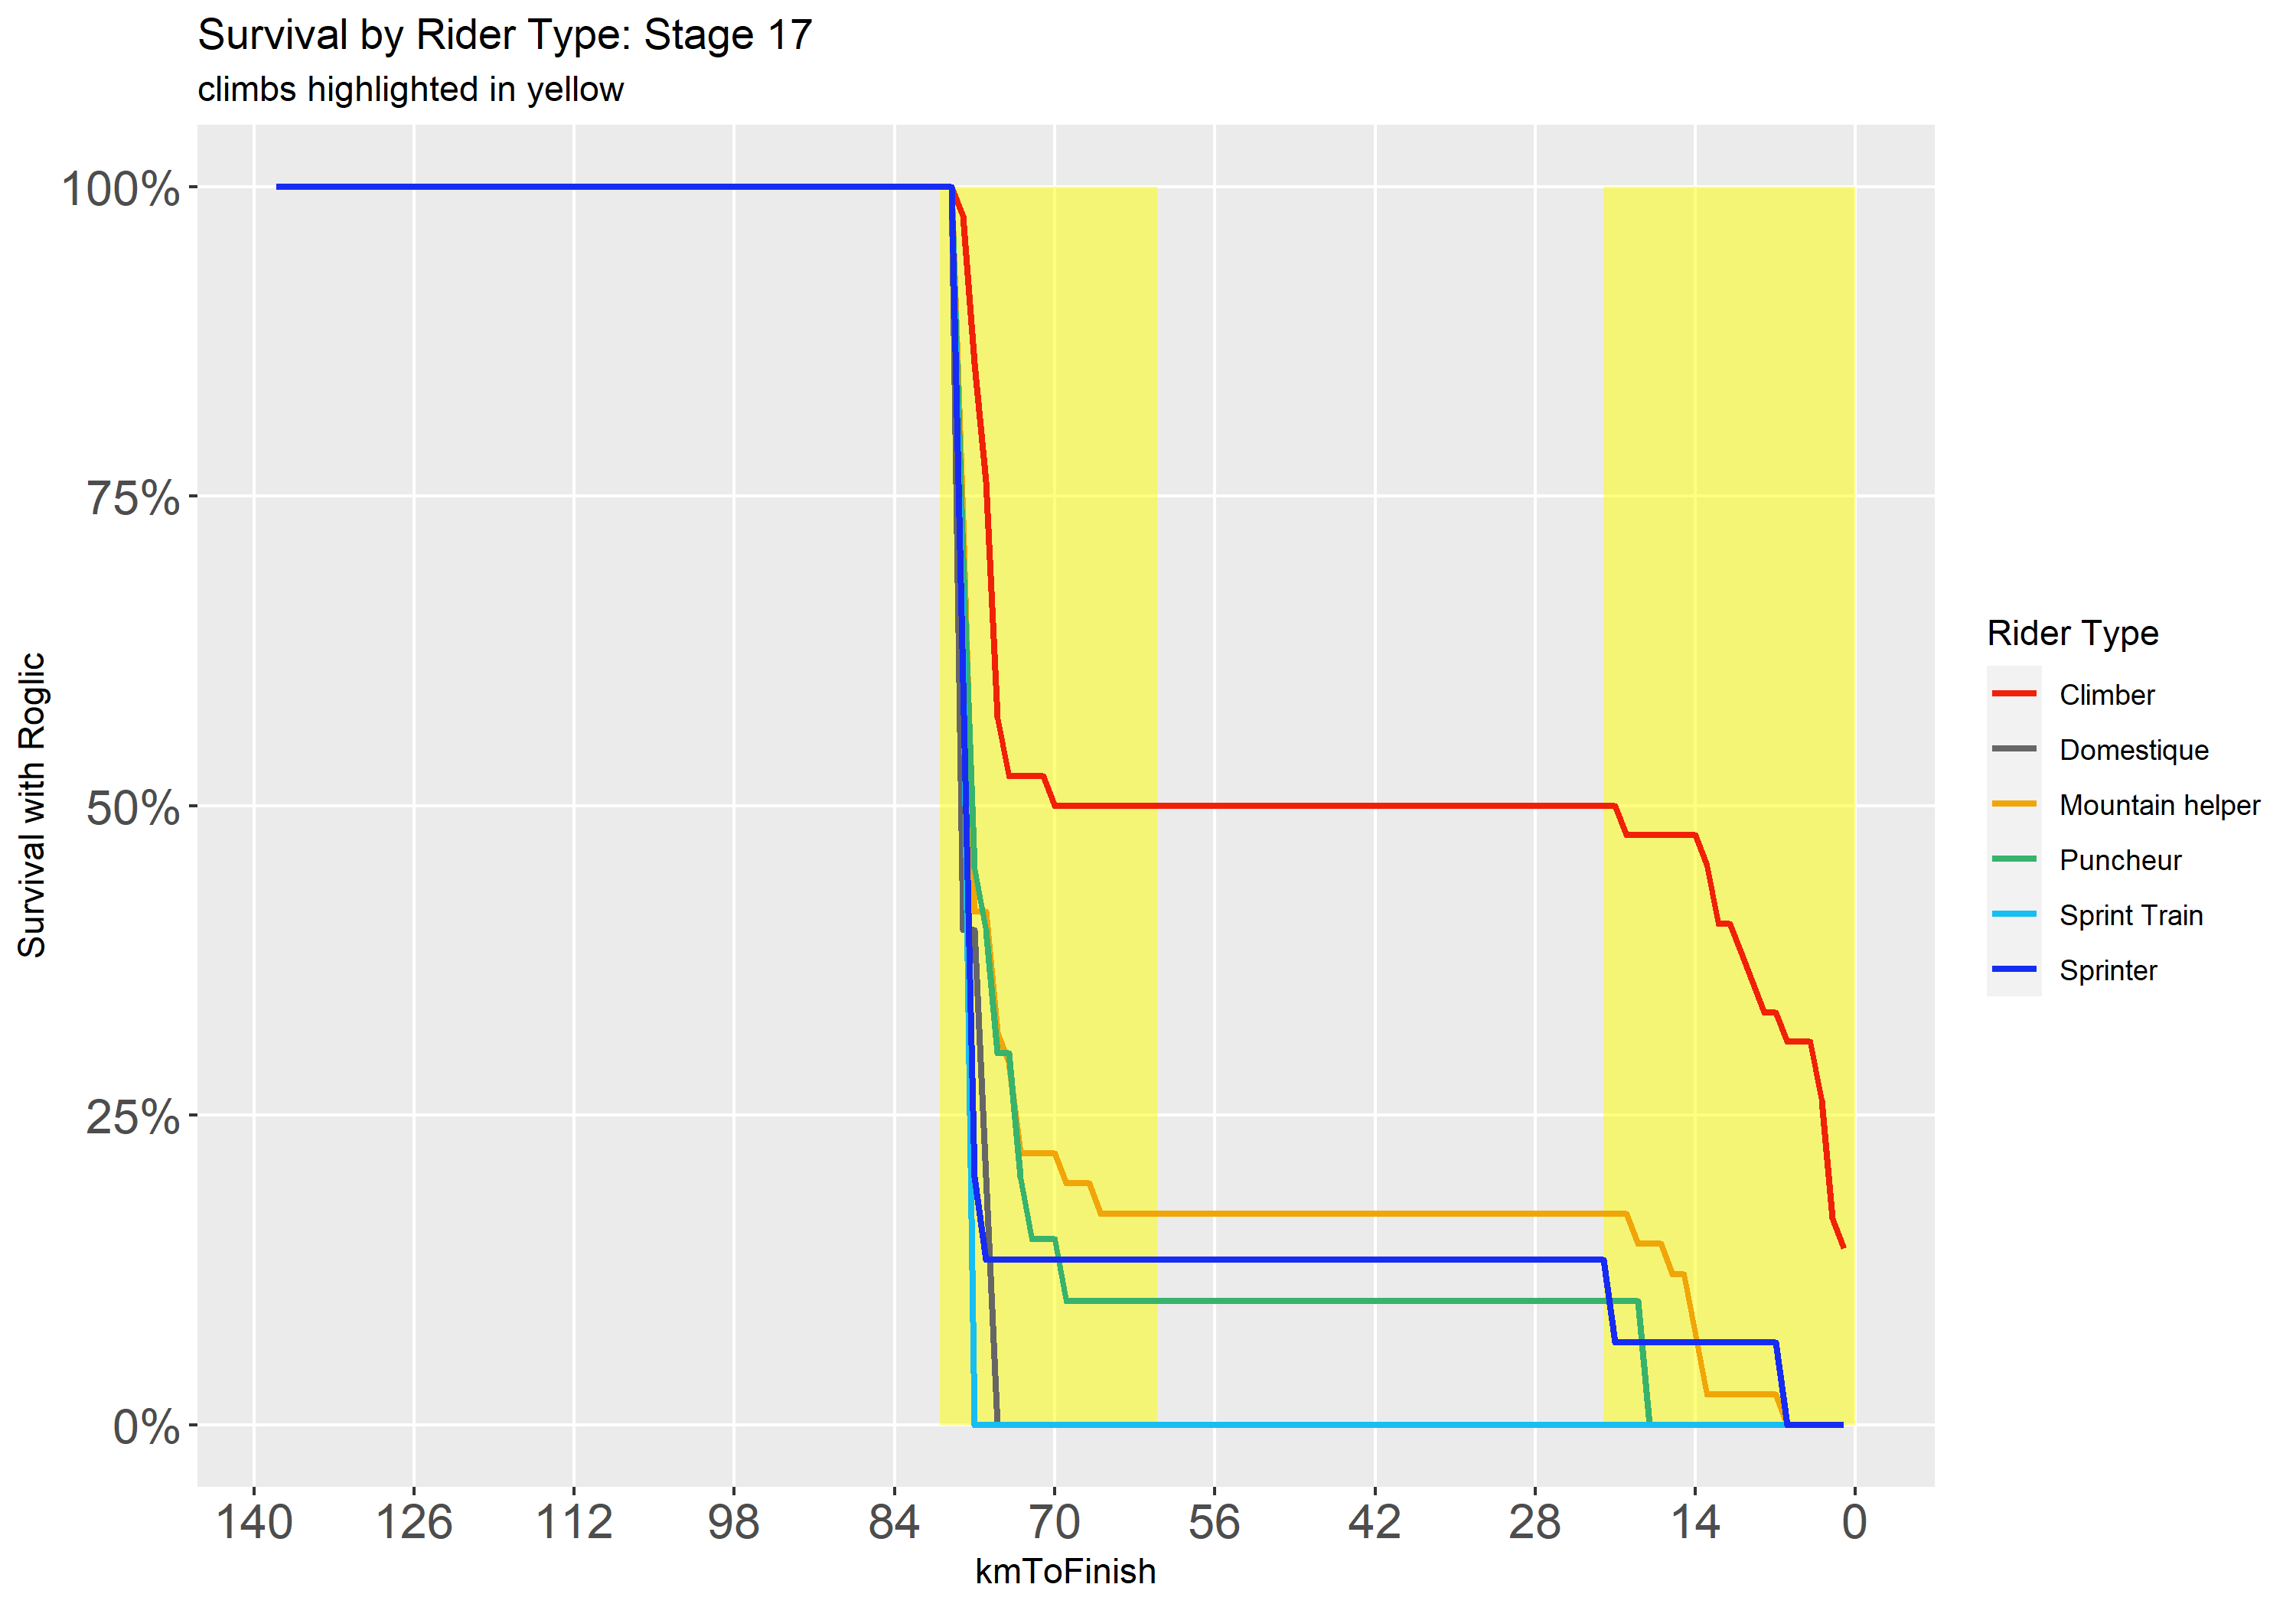 Survival by Rider Type: Stage 17
climbs highlighted in yellow
Survival with Roglic
100%
75%
50%
25%
0%
140 126 112 98 84 70 56 42 28 14 0
kmToFinish
Rider Type
Climber
Domestique
Mountain helper
Puncheur
Sprint Train
Sprinter